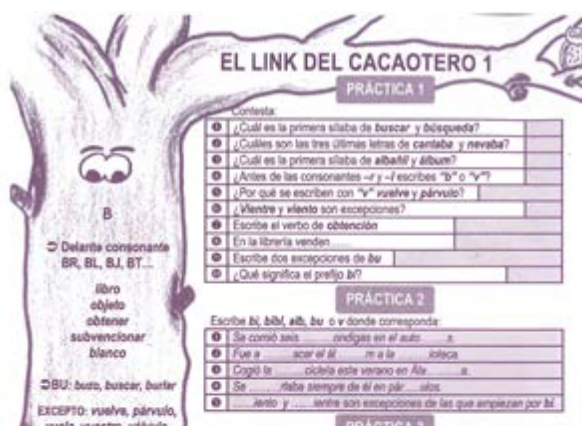 EL LINK DEL CACAOTERO 1
PRÁCTICA 1
Contesta:
¿Cuál es la primera sílaba de buscar y búsqueda?
¿Cuáles son las tres últimas letras de cantaba y nevaba?
¿Cuál es la primera sílaba de albañil y álbum?
¿Antes de las consonantes –r y –l escribes "b" o "v"?
¿Por qué se escriben con "v" vuelve y párvulo?
¿Vientre y viento son excepciones?
Escribe el verbo de obtención
En la librería venden......
Escribe dos excepciones de bu
¿Qué significa el prefijo bi?
PRÁCTICA 2
Escribe bi, bibl, alb, bu o v donde corresponda:
Se comió seis ........ondigas en el auto........s.
Fue a ........acar el ál........m a la ........ioteca.
Cogió la ........cicleta este verano en Ále........a.
Se ........rlaba siempre de él en pár........ulos.
........iento y ........ientre son excepciones de las que empiezan por bi.
PRÁCTICA 3
B
Delante consonante
BR, BL, BJ, BT...
libro
objeto
obtener
subvencionar
blanco
BU: buzo, buscar, burlar
EXCEPTO: vuelve, párvulo,